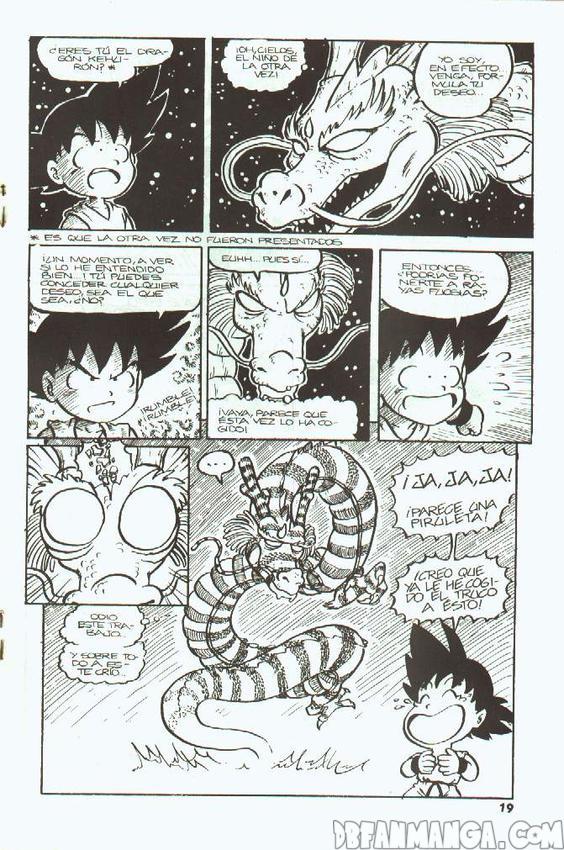 ¿ERES TÚ EL DRA-
GÓN KEHU-
RÓN?*
¡OH, CIELOS,
EL NIÑO DE
LA OTRA
VEZ!
YO SOY,
EN EFECTO.
VENGA, FOR-
MULA TU
DESEO...
* ES QUE LA OTRA VEZ NO FUERON PRESENTADOS
¡UN MOMENTO, A VER
SI LO HE ENTENDIDO
BIEN...! TÚ PUEDES
CONCEDER CUALQUIER
DESEO, SEA EL QUE
SEA, ¿NO?
¡RUMBLE!
¡RUMBLE!
EUHH... PUES SÍ...
¡VAYA, PARECE QUE
ÉSTA VEZ LO HA CO-
GIDO!
ENTONCES,
¿PODRÍAS PO-
NERTE A RA-
YAS FUCSIAS?
...
¡JA, JA, JA!
¡PARECE UNA
PIRULETA!
¡CREO QUE
YA LE HE COGI-
DO EL TRUCO
A ESTO!
ODIO
ESTE TRA-
BAJO...
Y SOBRE TO-
DO A ES-
TE CRÍO...
19
DBFANMANGA.COM